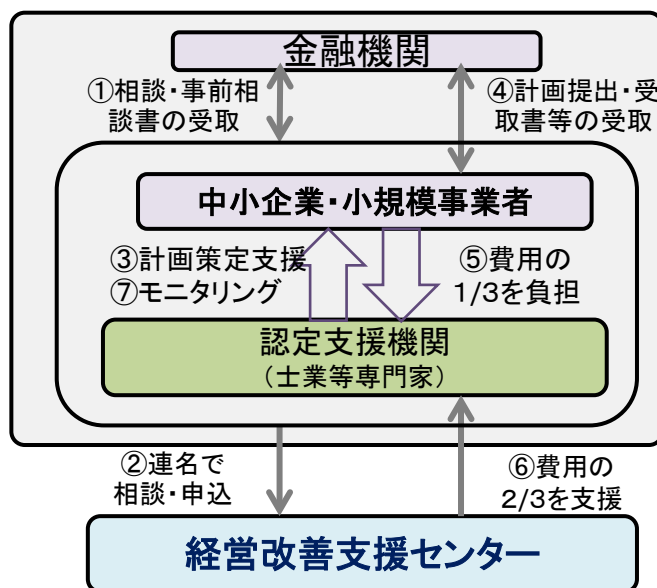 金融機関
①相談・事前相
談書の受取
④計画提出・受
取書等の受取
中小企業・小規模事業者
③計画策定支援
⑦モニタリング
⑤費用の
1/3を負担
認定支援機関
（士業等専門家）
②連名で
相談・申込
⑥費用の
2/3を支援
経営改善支援センター